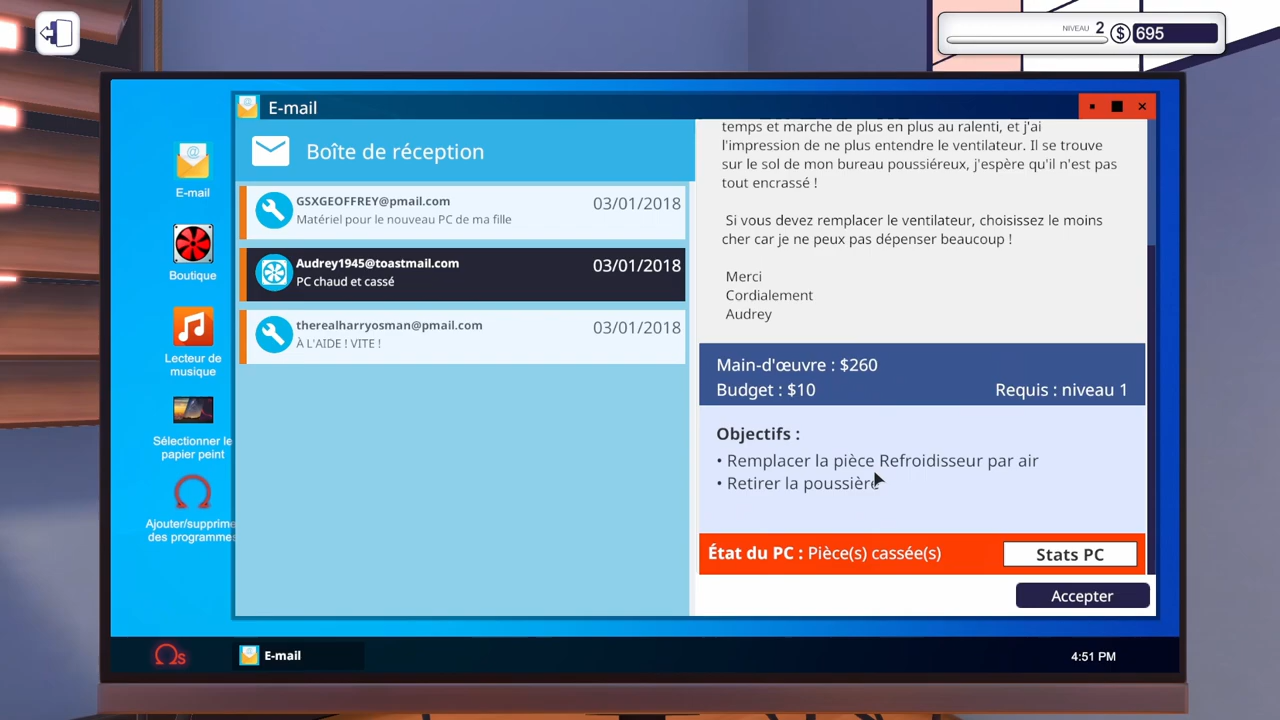 NIVEAU 2 $ 695
E-mail
Boîte de réception
GSXGEOFFREY@pmail.com 03/01/2018
Matériel pour le nouveau PC de ma fille
Audrey1945@toastmail.com 03/01/2018
PC chaud et cassé
therealharryosman@pmail.com 03/01/2018
À L'AIDE ! VITE !
temps et marche de plus en plus au ralenti, et j'ai
l'impression de ne plus entendre le ventilateur. Il se trouve
sur le sol de mon bureau poussiéreux, j'espère qu'il n'est pas
tout encrassé !
Si vous devez remplacer le ventilateur, choisissez le moins
cher car je ne peux pas dépenser beaucoup !
Merci
Cordialement
Audrey
Main-d'œuvre : $260
Budget : $10 Requis : niveau 1
Objectifs :
• Remplacer la pièce Refroidisseur par air
• Retirer la poussière
État du PC : Pièce(s) cassée(s) Stats PC
Accepter
E-mail
Boutique
Lecteur de
musique
Sélectionner le
papier peint
Ajouter/supprime
des programmes
Ωs E-mail 4:51 PM